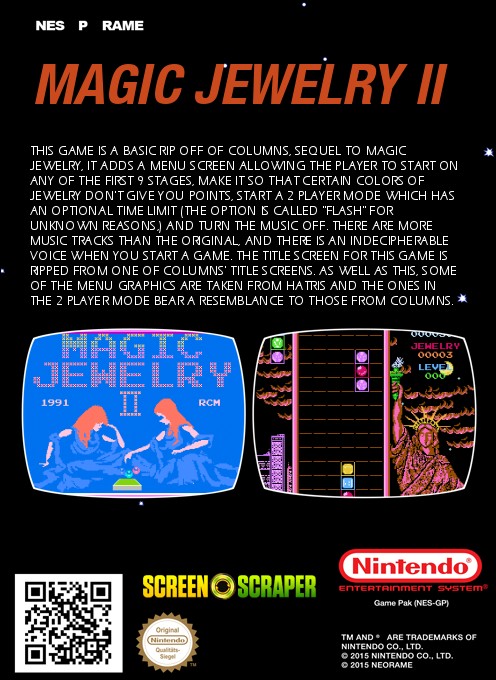 NES P RAME
MAGIC JEWELRY II
THIS GAME IS A BASIC RIP OFF OF COLUMNS, SEQUEL TO MAGIC
JEWELRY, IT ADDS A MENU SCREEN ALLOWING THE PLAYER TO START ON
ANY OF THE FIRST 9 STAGES, MAKE IT SO THAT CERTAIN COLORS OF
JEWELRY DON'T GIVE YOU POINTS, START A 2 PLAYER MODE WHICH HAS
AN OPTIONAL TIME LIMIT (THE OPTION IS CALLED "FLASH" FOR
UNKNOWN REASONS,) AND TURN THE MUSIC OFF. THERE ARE MORE
MUSIC TRACKS THAN THE ORIGINAL, AND THERE IS AN INDECIPHERABLE
VOICE WHEN YOU START A GAME. THE TITLE SCREEN FOR THIS GAME IS
RIPPED FROM ONE OF COLUMNS' TITLE SCREENS. AS WELL AS THIS, SOME
OF THE MENU GRAPHICS ARE TAKEN FROM HATRIS AND THE ONES IN
THE 2 PLAYER MODE BEAR A RESEMBLANCE TO THOSE FROM COLUMNS.
MAGIC
JEWELRY
II
1991 RCM
JEWELRY
00003
LEVEL
SCREEN SCRAPER
Original
Nintendo
Qualitäts-
Siegel
TM
Nintendo®
ENTERTAINMENT SYSTEM®
Game Pak (NES-GP)
TM AND ® ARE TRADEMARKS OF
NINTENDO CO., LTD.
© 2015 NINTENDO CO., LTD.
© 2015 NEORAME